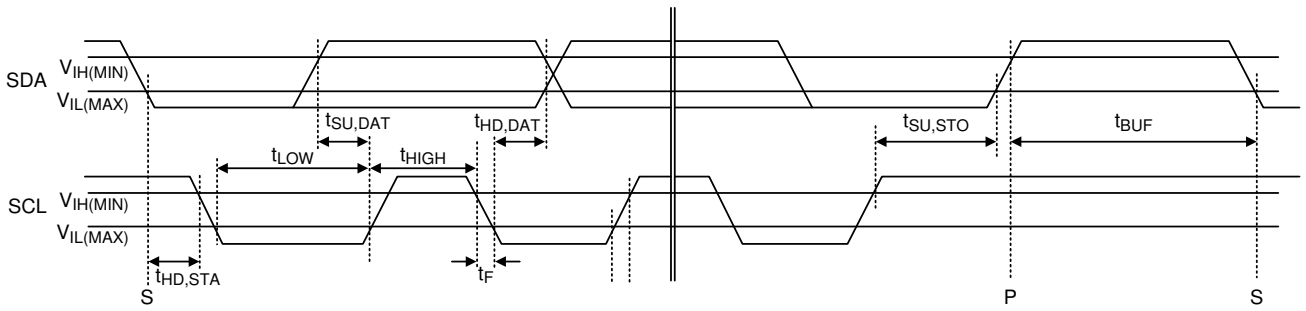 SDA
VIH(MIN)
VIL(MAX)
tSU,DAT
tHD,DAT
tSU,STO
tBUF
tLOW
tHIGH
SCL
VIH(MIN)
VIL(MAX)
tHD,STA
tF
S
P
S